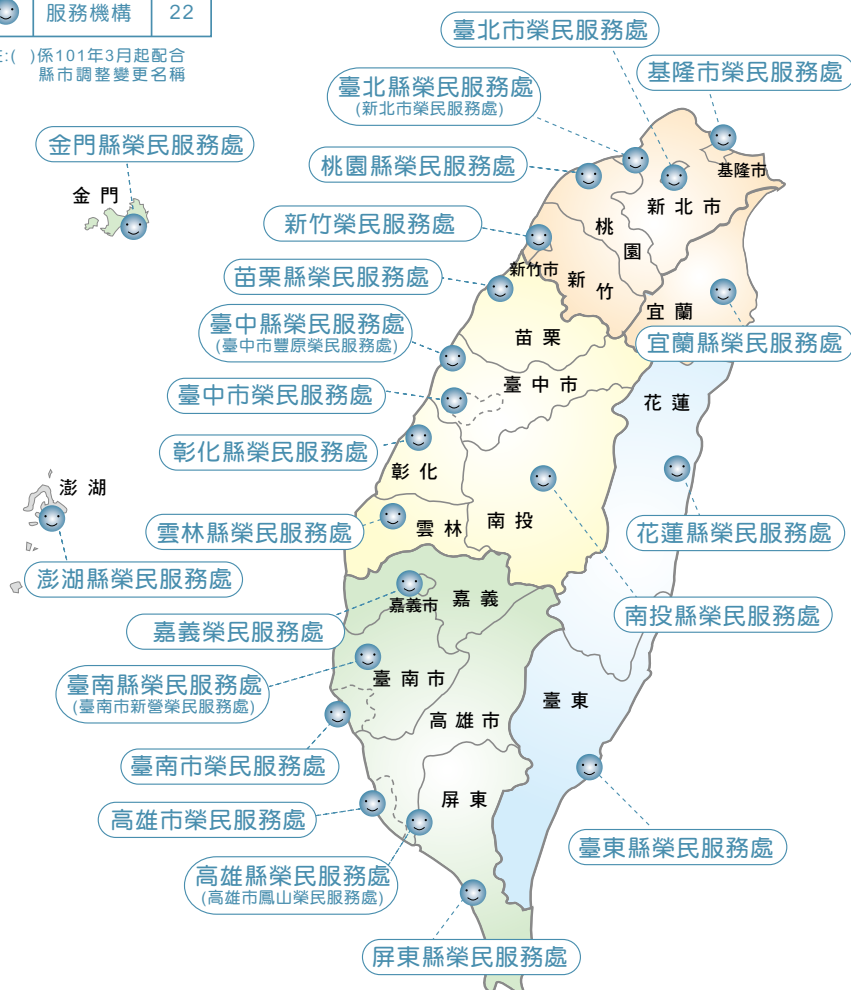 服務機構 22
:( )係101年3月起配合
縣市調整變更名稱
臺北市榮民服務處
基隆市榮民服務處
臺北縣榮民服務處
(新北市榮民服務處)
金門縣榮民服務處
桃園縣榮民服務處
基隆市
金門
新北市
桃園
新竹榮民服務處
新竹市
新竹
苗栗縣榮民服務處
宜蘭
臺中縣榮民服務處
(臺中市豐原榮民服務處)
苗栗
宜蘭縣榮民服務處
臺中市榮民服務處
臺中市
花蓮
彰化縣榮民服務處
彰化
澎湖
雲林縣榮民服務處
雲林
南投
花蓮縣榮民服務處
澎湖縣榮民服務處
嘉義市
嘉義
南投縣榮民服務處
嘉義榮民服務處
臺南縣榮民服務處
(臺南市新營榮民服務處)
臺南市
臺東
高雄市
臺南市榮民服務處
屏東
高雄市榮民服務處
臺東縣榮民服務處
高雄縣榮民服務處
(高雄市鳳山榮民服務處)
屏東縣榮民服務處